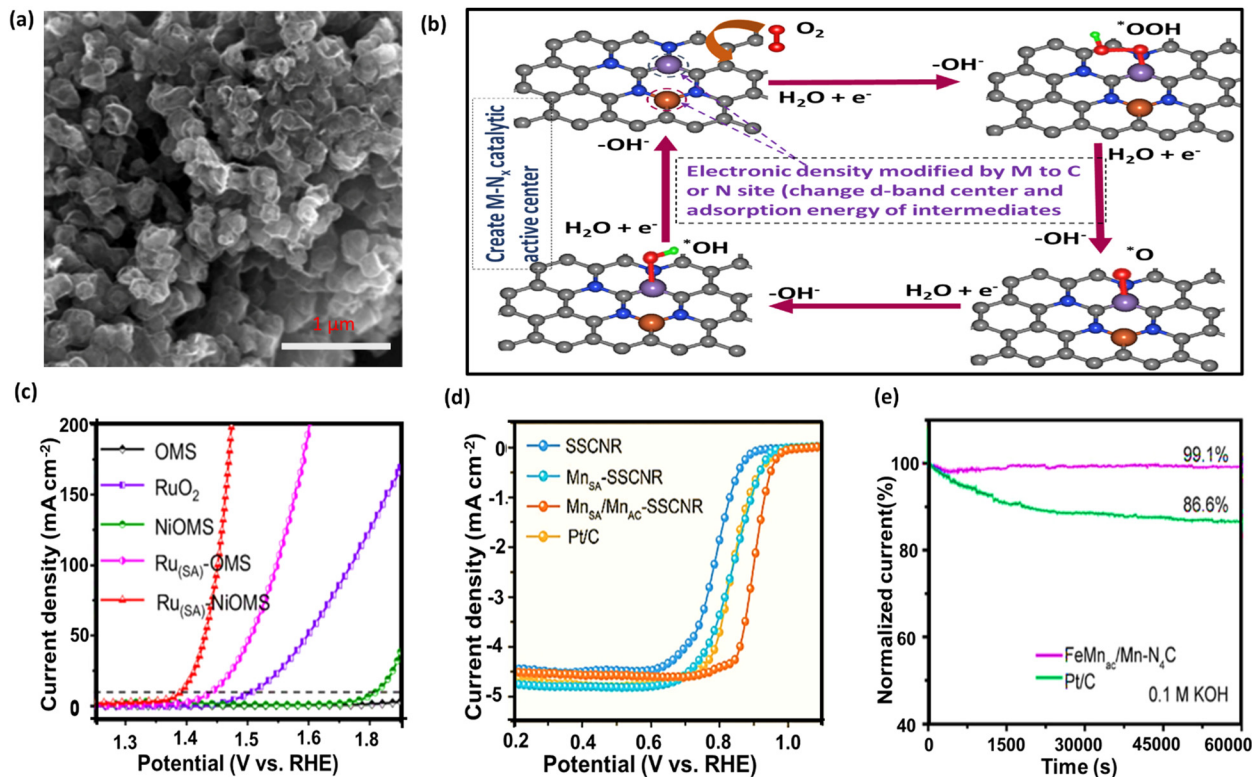 (a)
1 μm
(b)
O₂
*OOH
-OH⁻
H₂O + e⁻
H₂O + e⁻
-OH⁻
Create M-Nₓ catalytic
active center
Electronic density modified by M to C
or N site (change d-band center and
adsorption energy of intermediates
H₂O + e⁻
-OH⁻
*OH
*O
-OH⁻
H₂O + e⁻
(c)
Current density (mA cm⁻²)
200
150
100
50
0
OMS
RuO₂
NiOMS
Ru(SA)-OMS
Ru(SA)-NiOMS
1.3 1.4 1.5 1.6 1.7 1.8
Potential (V vs. RHE)
(d)
Current density (mA cm⁻²)
0
-1
-2
-3
-4
-5
SSCNR
Mn_SA-SSCNR
Mn_SA/Mn_AC-SSCNR
Pt/C
0.2 0.4 0.6 0.8 1.0
Potential (V vs. RHE)
(e)
Normalized current(%)
100
80
60
40
99.1%
86.6%
FeMn_ac/Mn-N₄C
Pt/C
0.1 M KOH
0 1500 30000 45000 60000
Time (s)